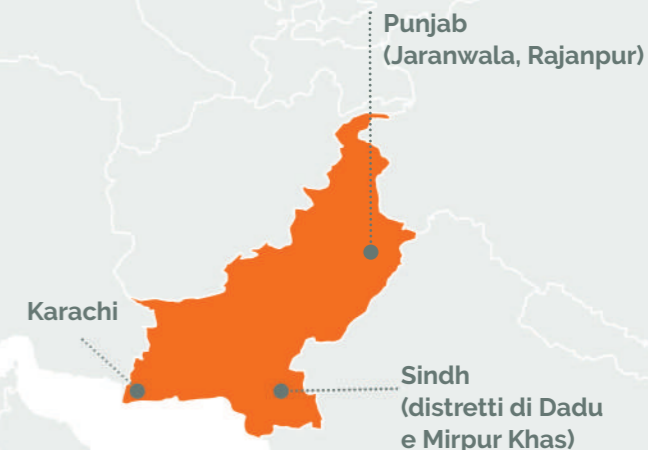 Punjab
(Jaranwala, Rajanpur)
Karachi
Sindh
(distretti di Dadu
e Mirpur Khas)